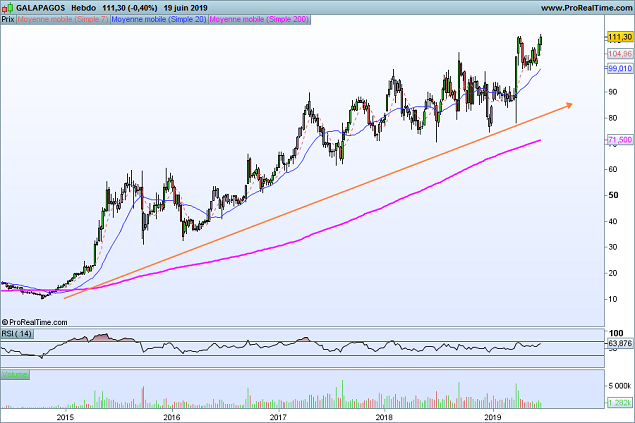 GALAPAGOS Hebdo 111,30 (-0,40%) 19 juin 2019 www.ProRealTime.com
Prix Moyenne mobile (Simple 7) Moyenne mobile (Simple 20) Moyenne mobile (Simple 200)
111,30
104,96
99,010
90
80
71,500
60
50
40
30
20
10
© ProRealTime.com
RSI (14)
100
63,876
Volume
5 000k
1 282k
2015 2016 2017 2018 2019